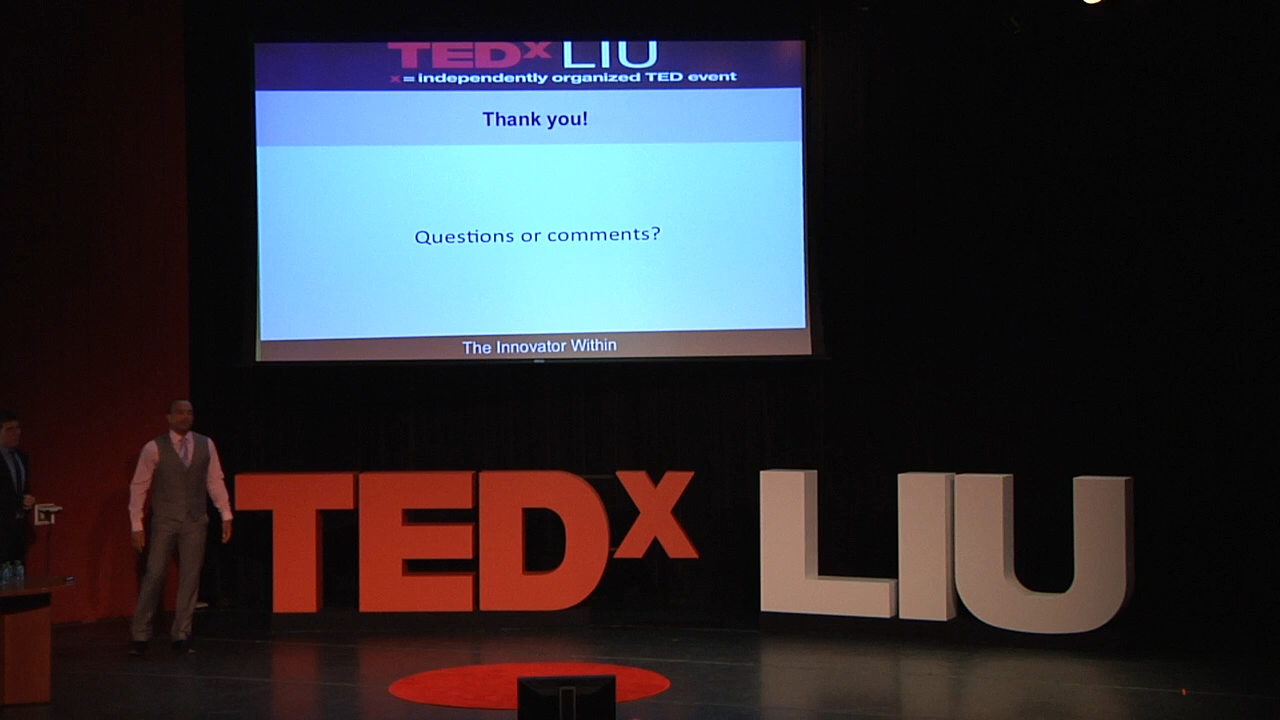 TEDx LIU
x = independently organized TED event
Thank you!
Questions or comments?
The Innovator Within
TEDx LIU